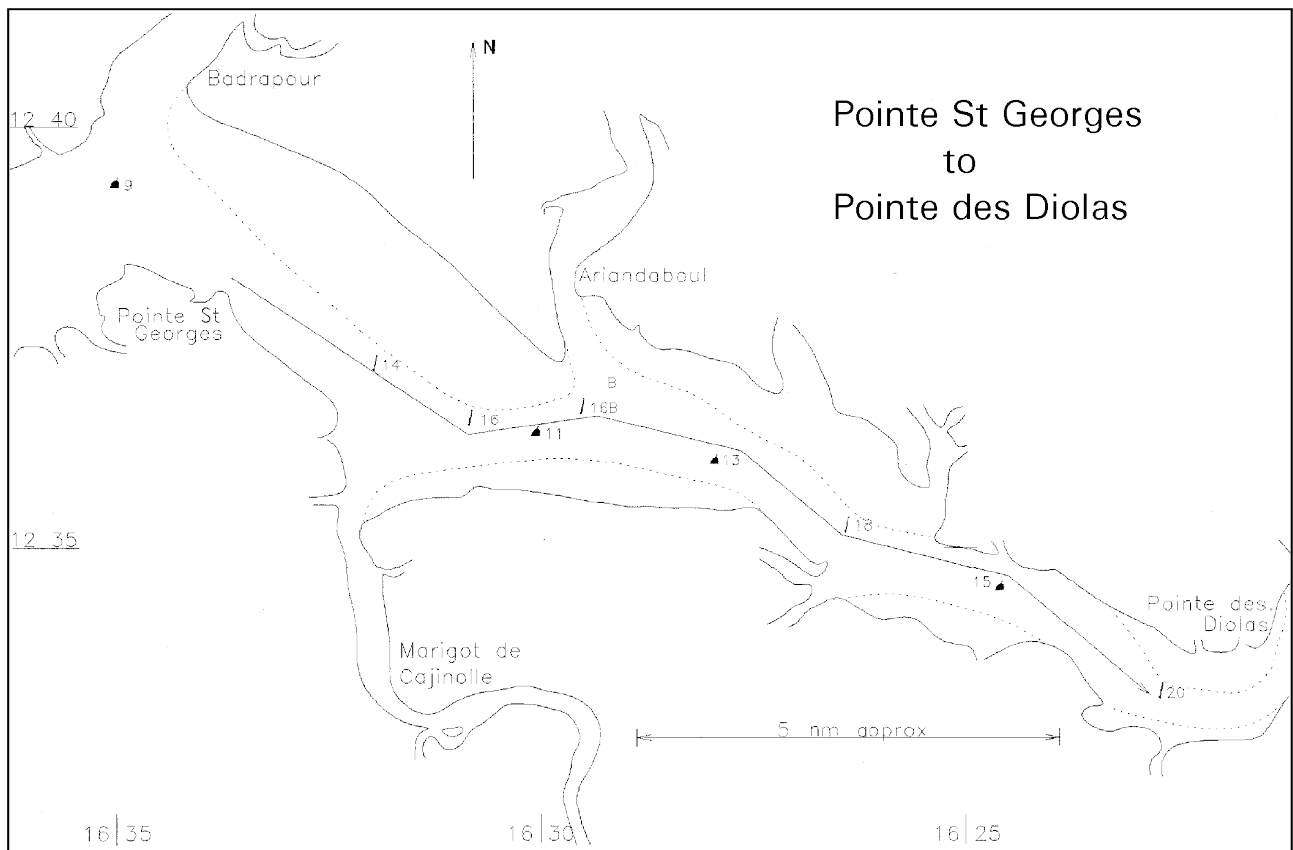 N
Badrapour
12 40
Pointe St Georges
to
Pointe des Diolas
9
Ariandaboul
Pointe St
Georges
14
B
16
16B
11
13
18
12 35
15
Pointe des
Diolas
Marigot de
Cajinolle
20
5 nm approx
16 35
16 30
16 25